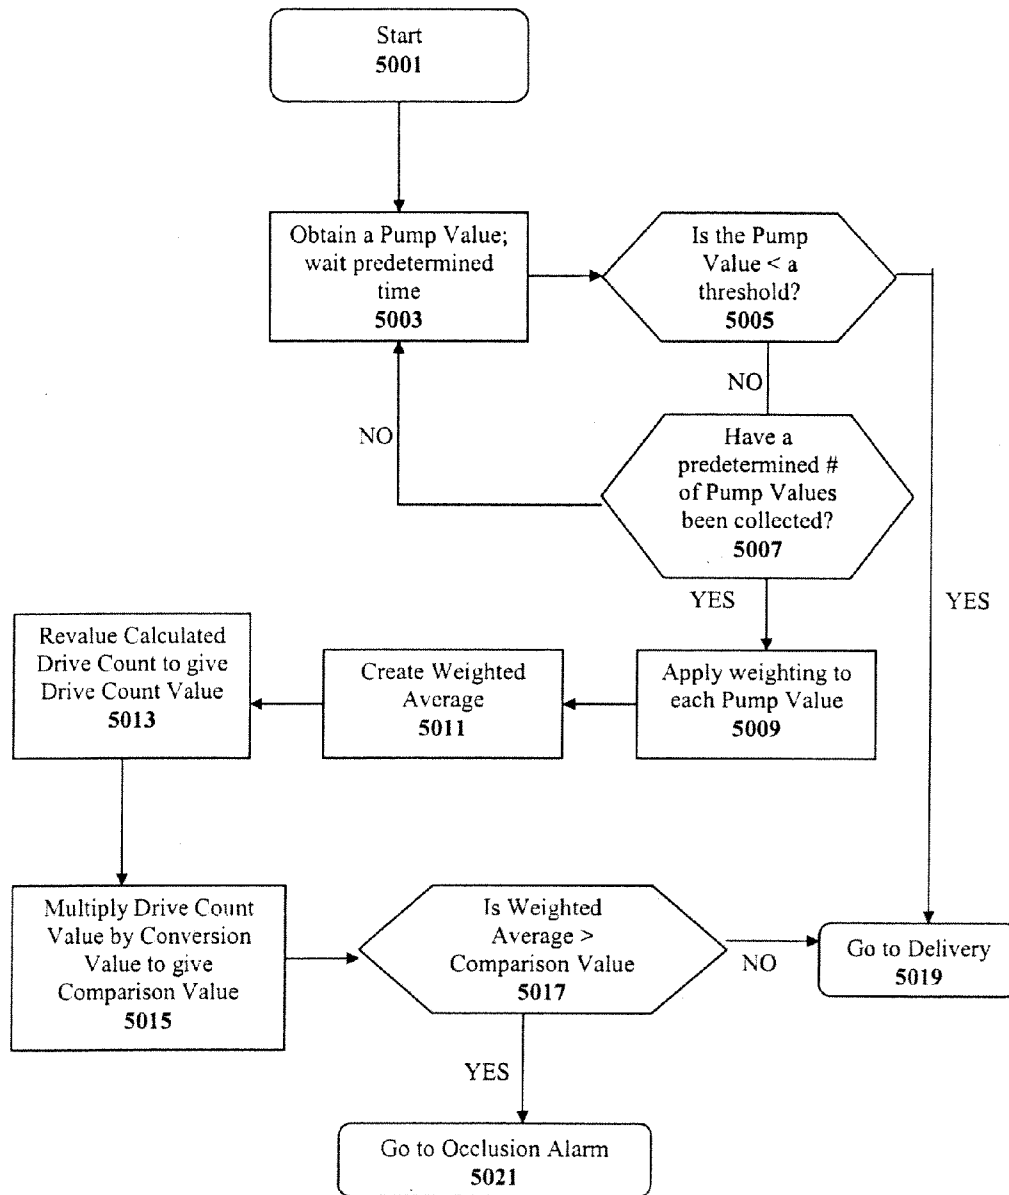 Start
5001
Obtain a Pump Value;
wait predetermined
time
5003
Is the Pump
Value < a
threshold?
5005
NO
NO
Have a
predetermined #
of Pump Values
been collected?
5007
YES
YES
Revalue Calculated
Drive Count to give
Drive Count Value
5013
Create Weighted
Average
5011
Apply weighting to
each Pump Value
5009
Multiply Drive Count
Value by Conversion
Value to give
Comparison Value
5015
Is Weighted
Average >
Comparison Value
5017
NO
Go to Delivery
5019
YES
Go to Occlusion Alarm
5021